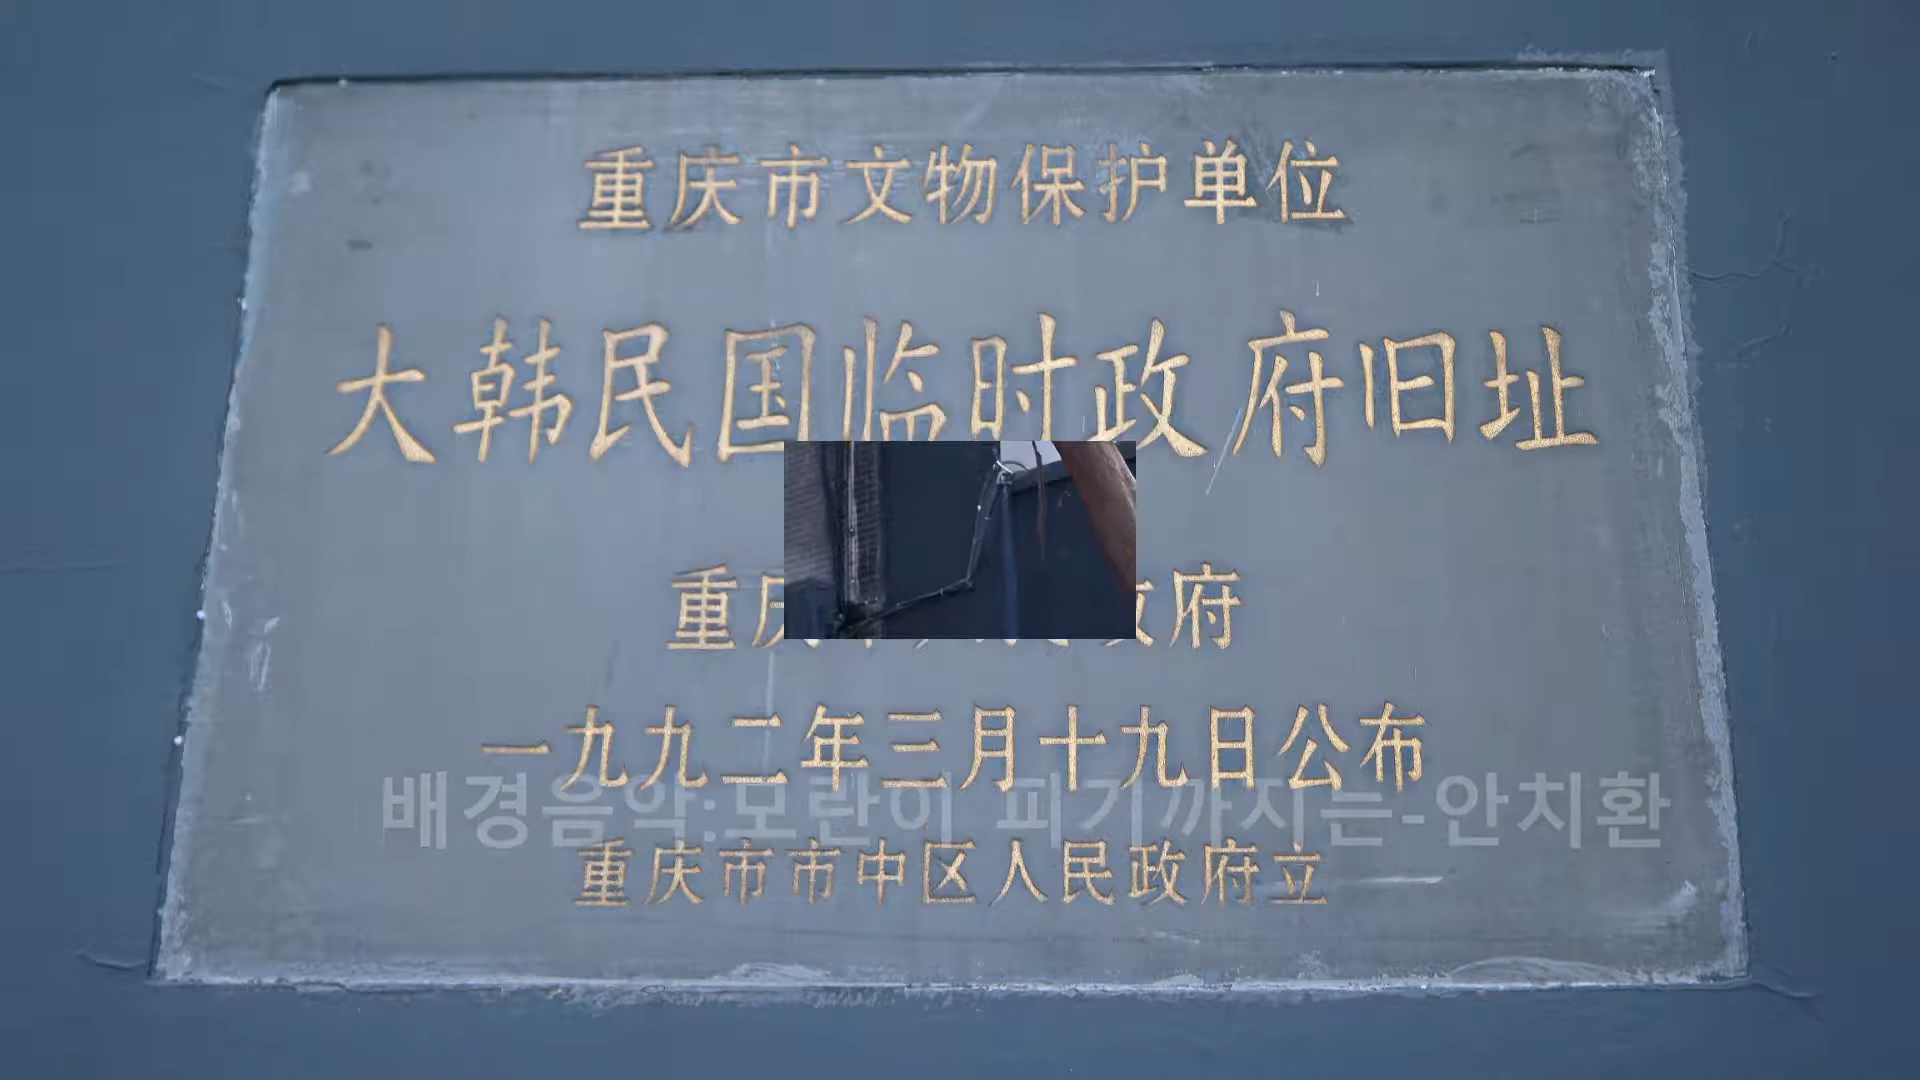 重庆市文物保护单位
大韩民国临时政府旧址
重庆 政府
一九九二年三月十九日公布
배경음악:모란이 피기까지는-안치환
重庆市市中区人民政府立